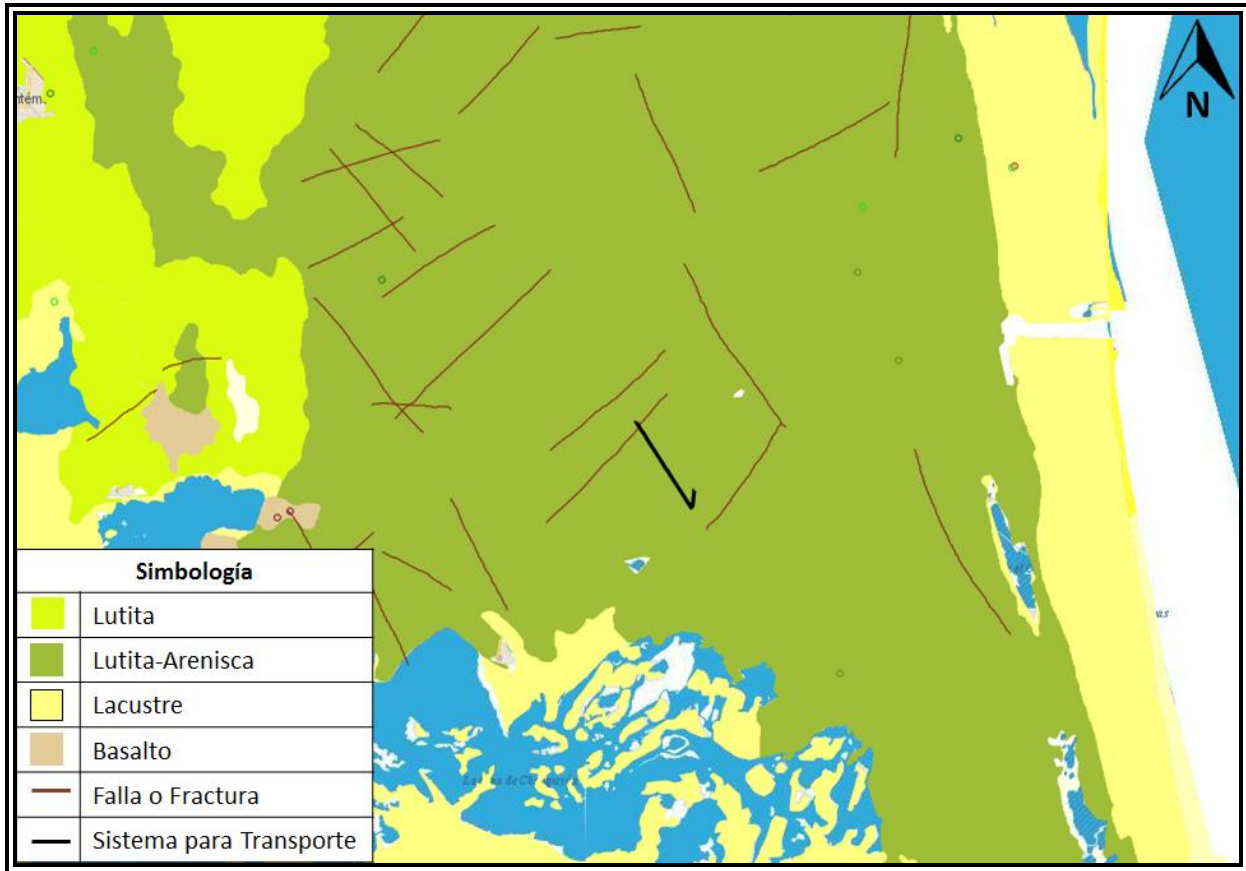 N
Simbología
Lutita
Lutita-Arenisca
Lacustre
Basalto
Falla o Fractura
Sistema para Transporte